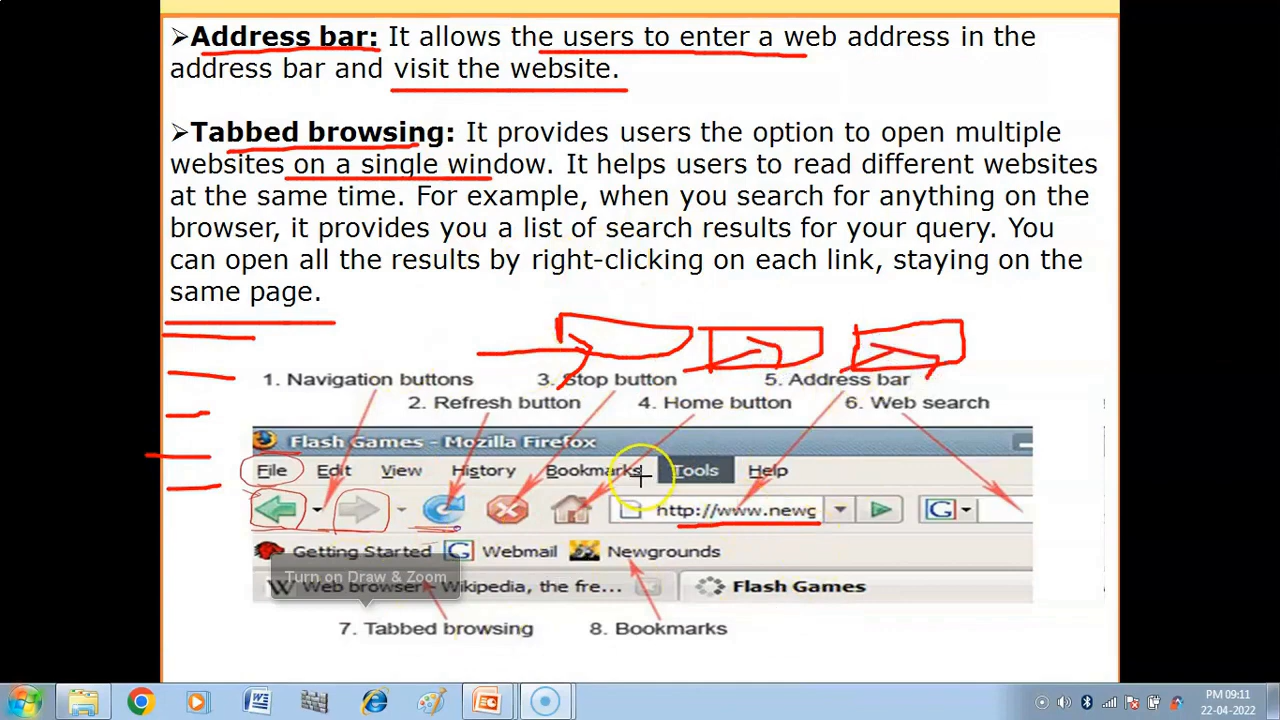 ➢Address bar: It allows the users to enter a web address in the
address bar and visit the website.
➢Tabbed browsing: It provides users the option to open multiple
websites on a single window. It helps users to read different websites
at the same time. For example, when you search for anything on the
browser, it provides you a list of search results for your query. You
can open all the results by right-clicking on each link, staying on the
same page.
1. Navigation buttons 3. Stop button 5. Address bar
2. Refresh button 4. Home button 6. Web search
Flash Games - Mozilla Firefox
File Edit View History Bookmarks Tools Help
http://www.newg G
Getting Started G Webmail Newgrounds
Turn on Draw & Zoom
W Web browser - Wikipedia, the fre... Flash Games
7. Tabbed browsing 8. Bookmarks
PM 09:11
22-04-2022